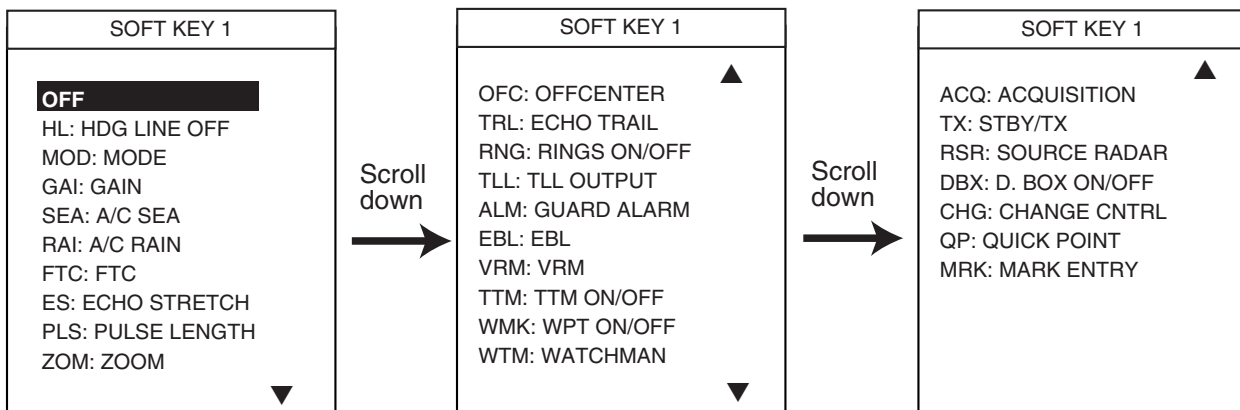 SOFT KEY 1
OFF
HL: HDG LINE OFF
MOD: MODE
GAI: GAIN
SEA: A/C SEA
RAI: A/C RAIN
FTC: FTC
ES: ECHO STRETCH
PLS: PULSE LENGTH
ZOM: ZOOM
Scroll
down
SOFT KEY 1
OFC: OFFCENTER
TRL: ECHO TRAIL
RNG: RINGS ON/OFF
TLL: TLL OUTPUT
ALM: GUARD ALARM
EBL: EBL
VRM: VRM
TTM: TTM ON/OFF
WMK: WPT ON/OFF
WTM: WATCHMAN
Scroll
down
SOFT KEY 1
ACQ: ACQUISITION
TX: STBY/TX
RSR: SOURCE RADAR
DBX: D. BOX ON/OFF
CHG: CHANGE CNTRL
QP: QUICK POINT
MRK: MARK ENTRY